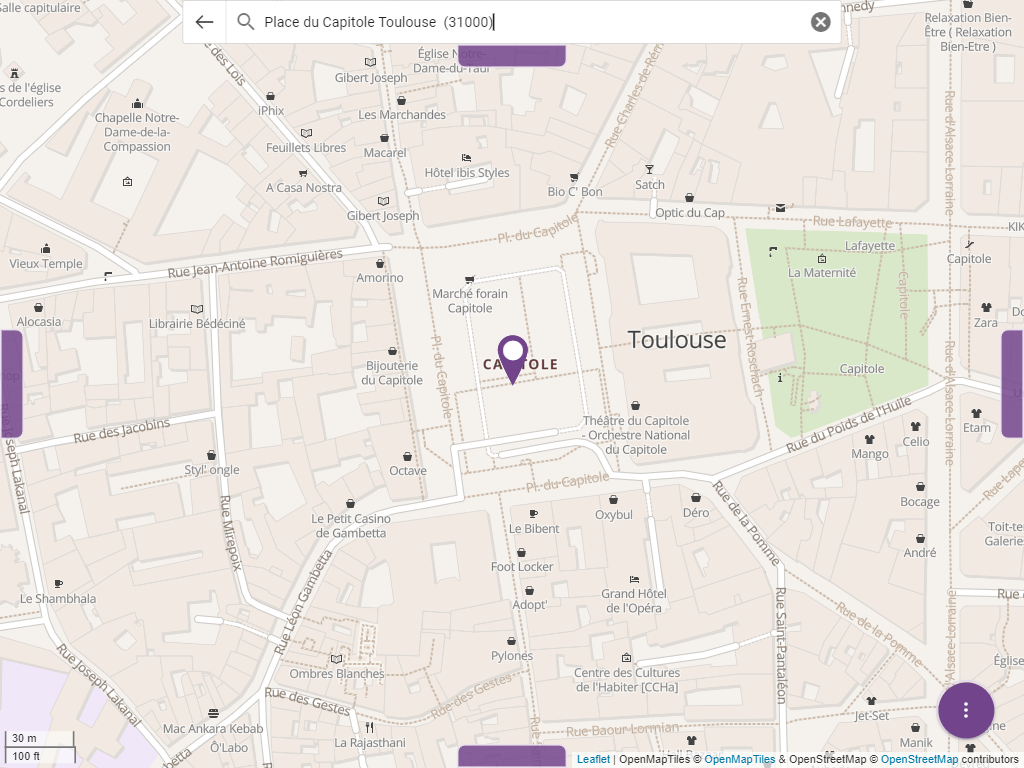 Place du Capitole Toulouse (31000)
Salle capitulaire
Relaxation Bien-
Être ( Relaxation
Bien-Etre )
Église Notre-
Dame-du-Taur
Gibert Joseph
s de l'église
Cordeliers
iPhix
Les Marchandes
Rue Charles de Rém
Rue d'Alsace-Lorraine
Chapelle Notre-
Dame-de-la-
Compassion
Feuillets Libres
Macarel
Hôtel ibis Styles
A Casa Nostra
Bio C' Bon
Satch
Gibert Joseph
Optic du Cap
Rue Lafayette
Pl. du Capitole
Lafayette
Vieux Temple
Rue Jean-Antoine Romiguières
Amorino
La Maternité
Capitole
Capitole
Marché forain
Capitole
Rue Ernest-Roschach
Alocasia
Librairie Bédéciné
Zara
Toulouse
Pl. du Capitole
Bijouterie
du Capitole
Capitole
Rue d'Alsace-Lorraine
Rue des Jacobins
Théâtre du Capitole
- Orchestre National
du Capitole
Rue du Poids de l'Huile
Etam
Celio
Mango
Styl' ongle
Octave
Pl. du Capitole
Rue de la Pomme
Bocage
Le Petit Casino
de Gambetta
Oxybul
Déro
Le Bibent
Rue Mirepoix
André
Foot Locker
Rue Léon Gambetta
Le Shambhala
Adopt'
Grand Hôtel
de l'Opéra
Rue Saint-Pantaléon
Rue de la Pomme
Rue Joseph Lakanal
Pylones
Ombres Blanches
Centre des Cultures
de l'Habiter [CCHa]
Rue des Gestes
Rue des Gestes
Mac Ankara Kebab
Ô'Labo
La Rajasthani
Rue Baour-Lormian
Jet-Set
Manik
30 m
100 ft
Leaflet | OpenMapTiles © OpenMapTiles & OpenStreetMap © OpenStreetMap contributors